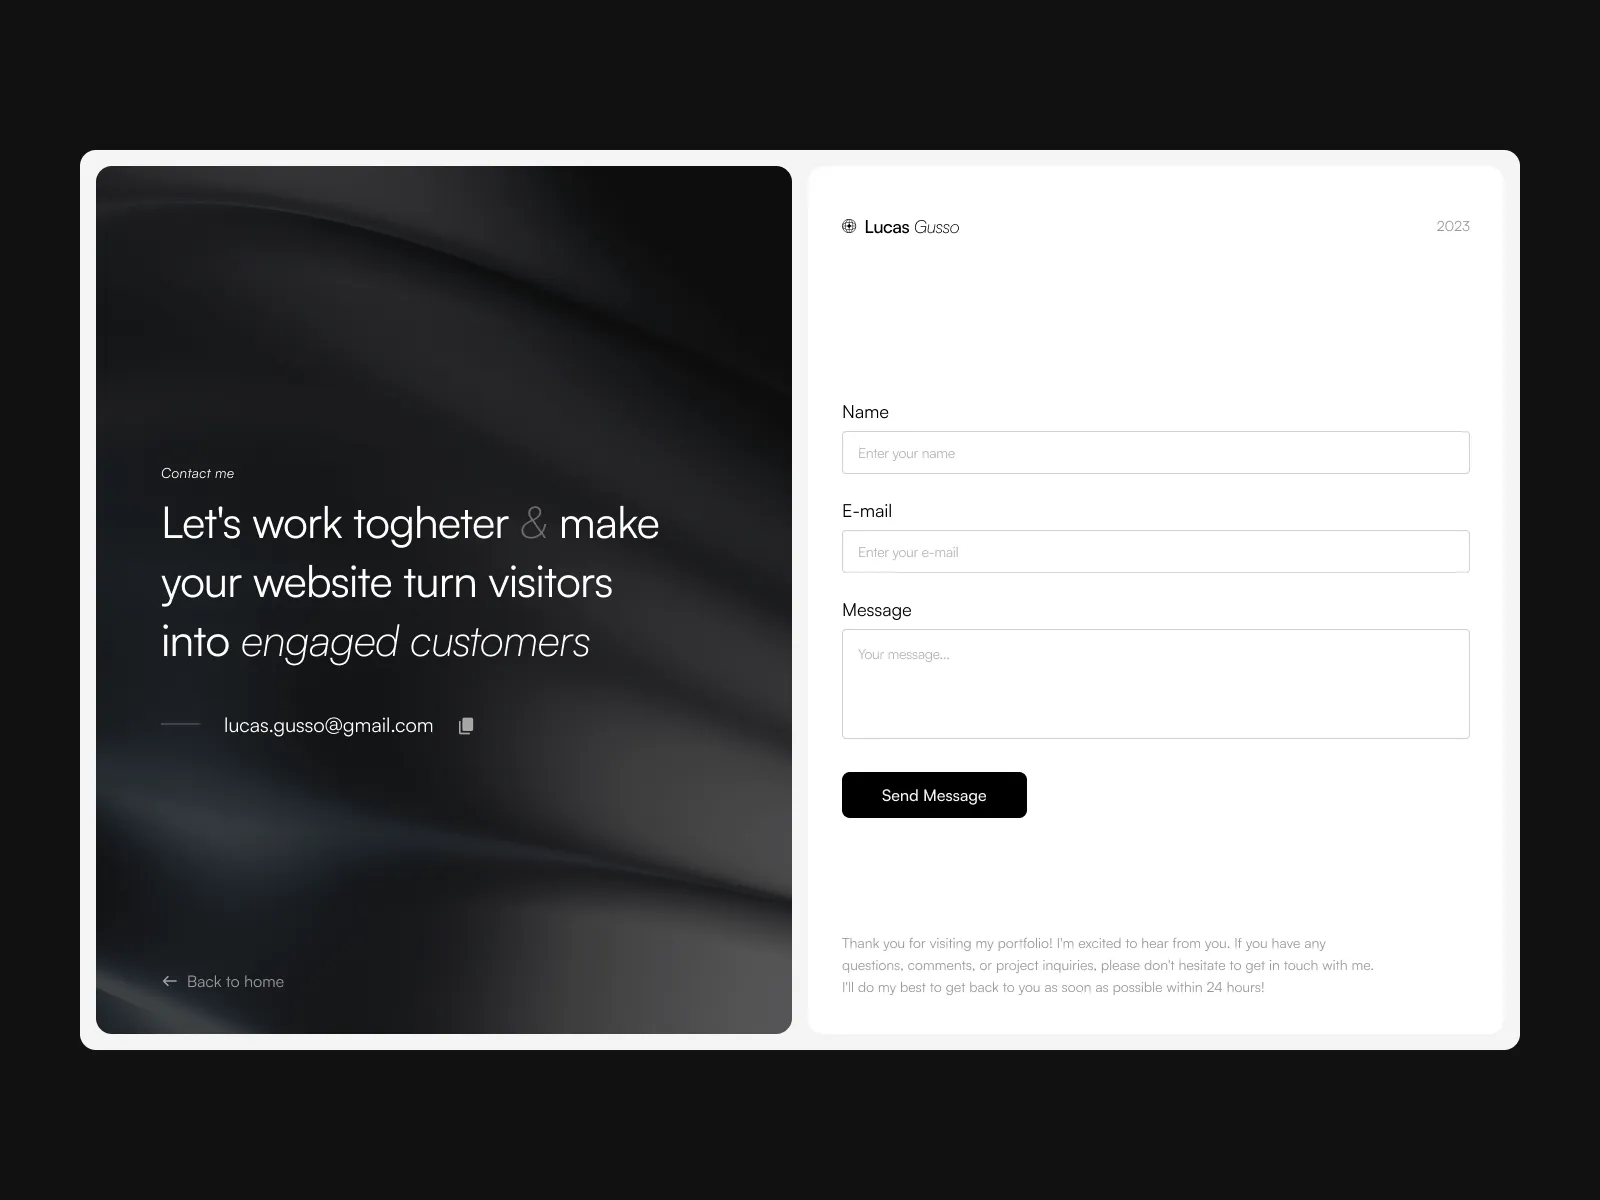 Contact me
Let's work togheter & make
your website turn visitors
into engaged customers
lucas.gusso@gmail.com
Back to home
Lucas Gusso
2023
Name
Enter your name
E-mail
Enter your e-mail
Message
Your message...
Send Message
Thank you for visiting my portfolio! I'm excited to hear from you. If you have any
questions, comments, or project inquiries, please don't hesitate to get in touch with me.
I'll do my best to get back to you as soon as possible within 24 hours!